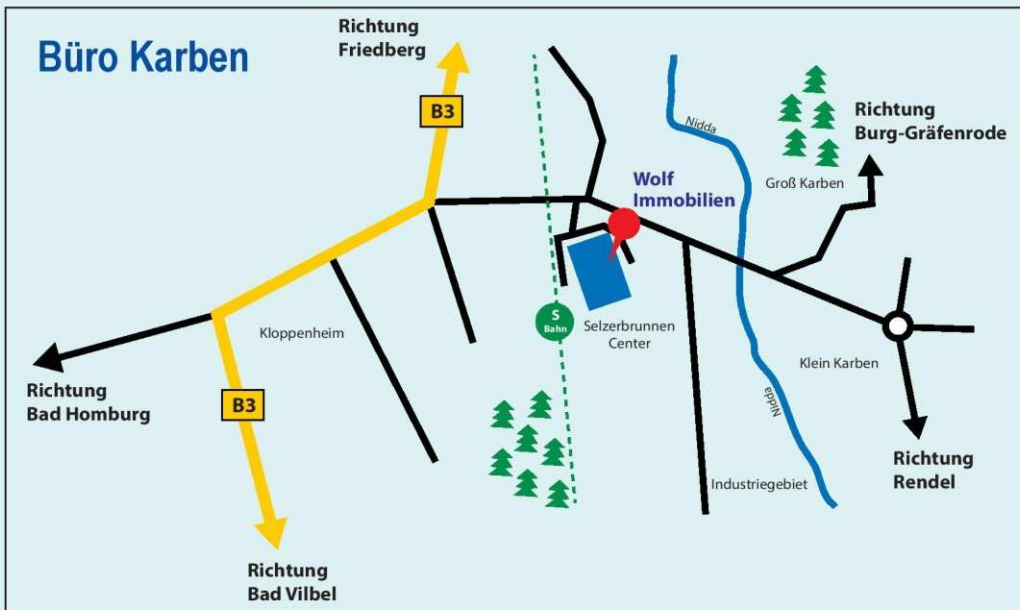 Büro Karben
Richtung
Friedberg
B3
Nidda
Richtung
Burg-Gräfenrode
Wolf
Immobilien
Groß Karben
S
Bahn
Selzerbrunnen
Center
Kloppenheim
Klein Karben
Richtung
Bad Homburg
B3
Nidda
Richtung
Rendel
Industriegebiet
Richtung
Bad Vilbel